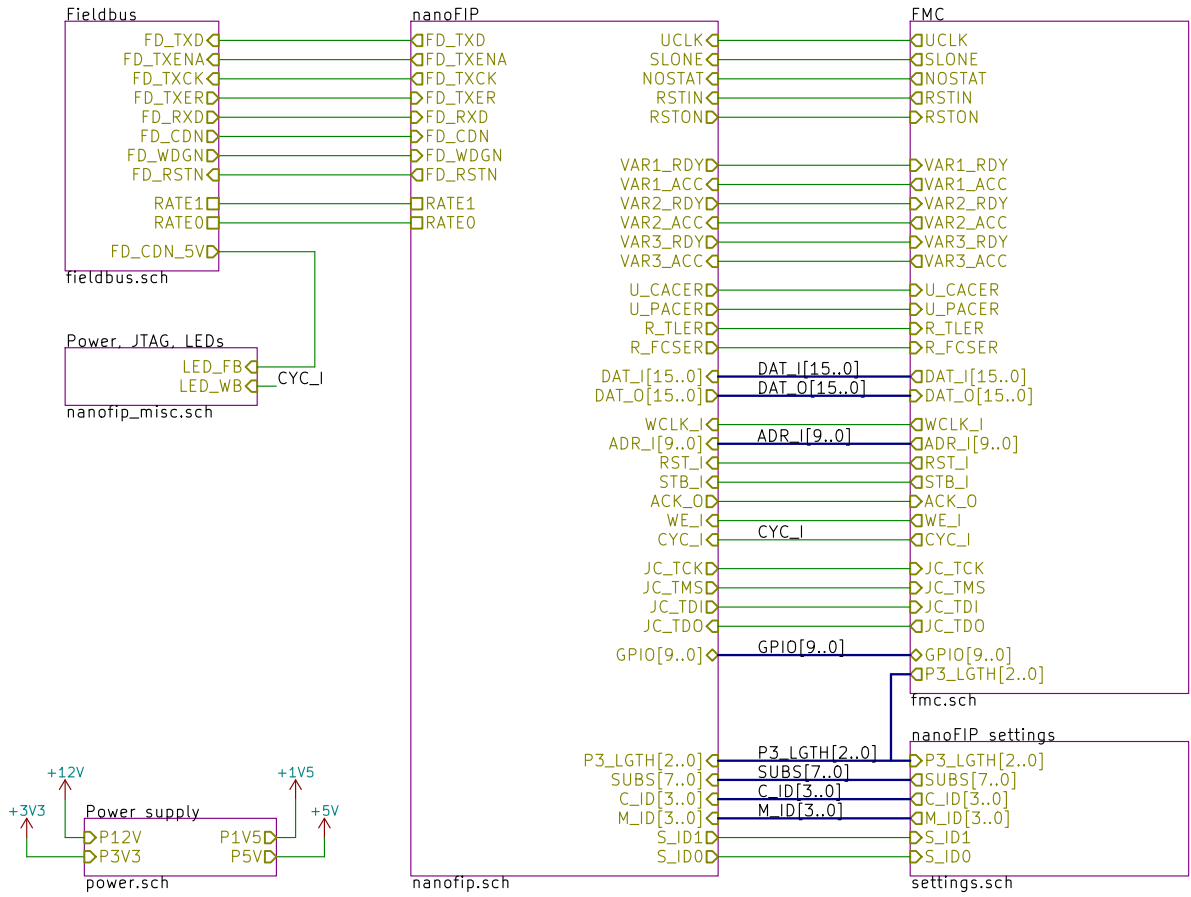 Fieldbus
FD_TXD
FD_TXENA
FD_TXCK
FD_TXER
FD_RXD
FD_CDN
FD_WDGN
FD_RSTN
RATE1
RATE0
FD_CDN_5V
fieldbus.sch
Power, JTAG, LEDs
LED_FB
LED_WB
CYC_I
nanofip_misc.sch
+12V
+3V3
+1V5
+5V
Power supply
P12V
P3V3
P1V5
P5V
power.sch
nanoFIP
FD_TXD
FD_TXENA
FD_TXCK
FD_TXER
FD_RXD
FD_CDN
FD_WDGN
FD_RSTN
RATE1
RATE0
UCLK
SLONE
NOSTAT
RSTIN
RSTON
VAR1_RDY
VAR1_ACC
VAR2_RDY
VAR2_ACC
VAR3_RDY
VAR3_ACC
U_CACER
U_PACER
R_TLER
R_FCSER
DAT_I[15..0]
DAT_O[15..0]
WCLK_I
ADR_I[9..0]
RST_I
STB_I
ACK_O
WE_I
CYC_I
JC_TCK
JC_TMS
JC_TDI
JC_TDO
GPIO[9..0]
P3_LGTH[2..0]
SUBS[7..0]
C_ID[3..0]
M_ID[3..0]
S_ID1
S_ID0
nanofip.sch
DAT_I[15..0]
DAT_O[15..0]
ADR_I[9..0]
CYC_I
GPIO[9..0]
P3_LGTH[2..0]
SUBS[7..0]
C_ID[3..0]
M_ID[3..0]
FMC
UCLK
SLONE
NOSTAT
RSTIN
RSTON
VAR1_RDY
VAR1_ACC
VAR2_RDY
VAR2_ACC
VAR3_RDY
VAR3_ACC
U_CACER
U_PACER
R_TLER
R_FCSER
DAT_I[15..0]
DAT_O[15..0]
WCLK_I
ADR_I[9..0]
RST_I
STB_I
ACK_O
WE_I
CYC_I
JC_TCK
JC_TMS
JC_TDI
JC_TDO
GPIO[9..0]
P3_LGTH[2..0]
fmc.sch
nanoFIP settings
P3_LGTH[2..0]
SUBS[7..0]
C_ID[3..0]
M_ID[3..0]
S_ID1
S_ID0
settings.sch